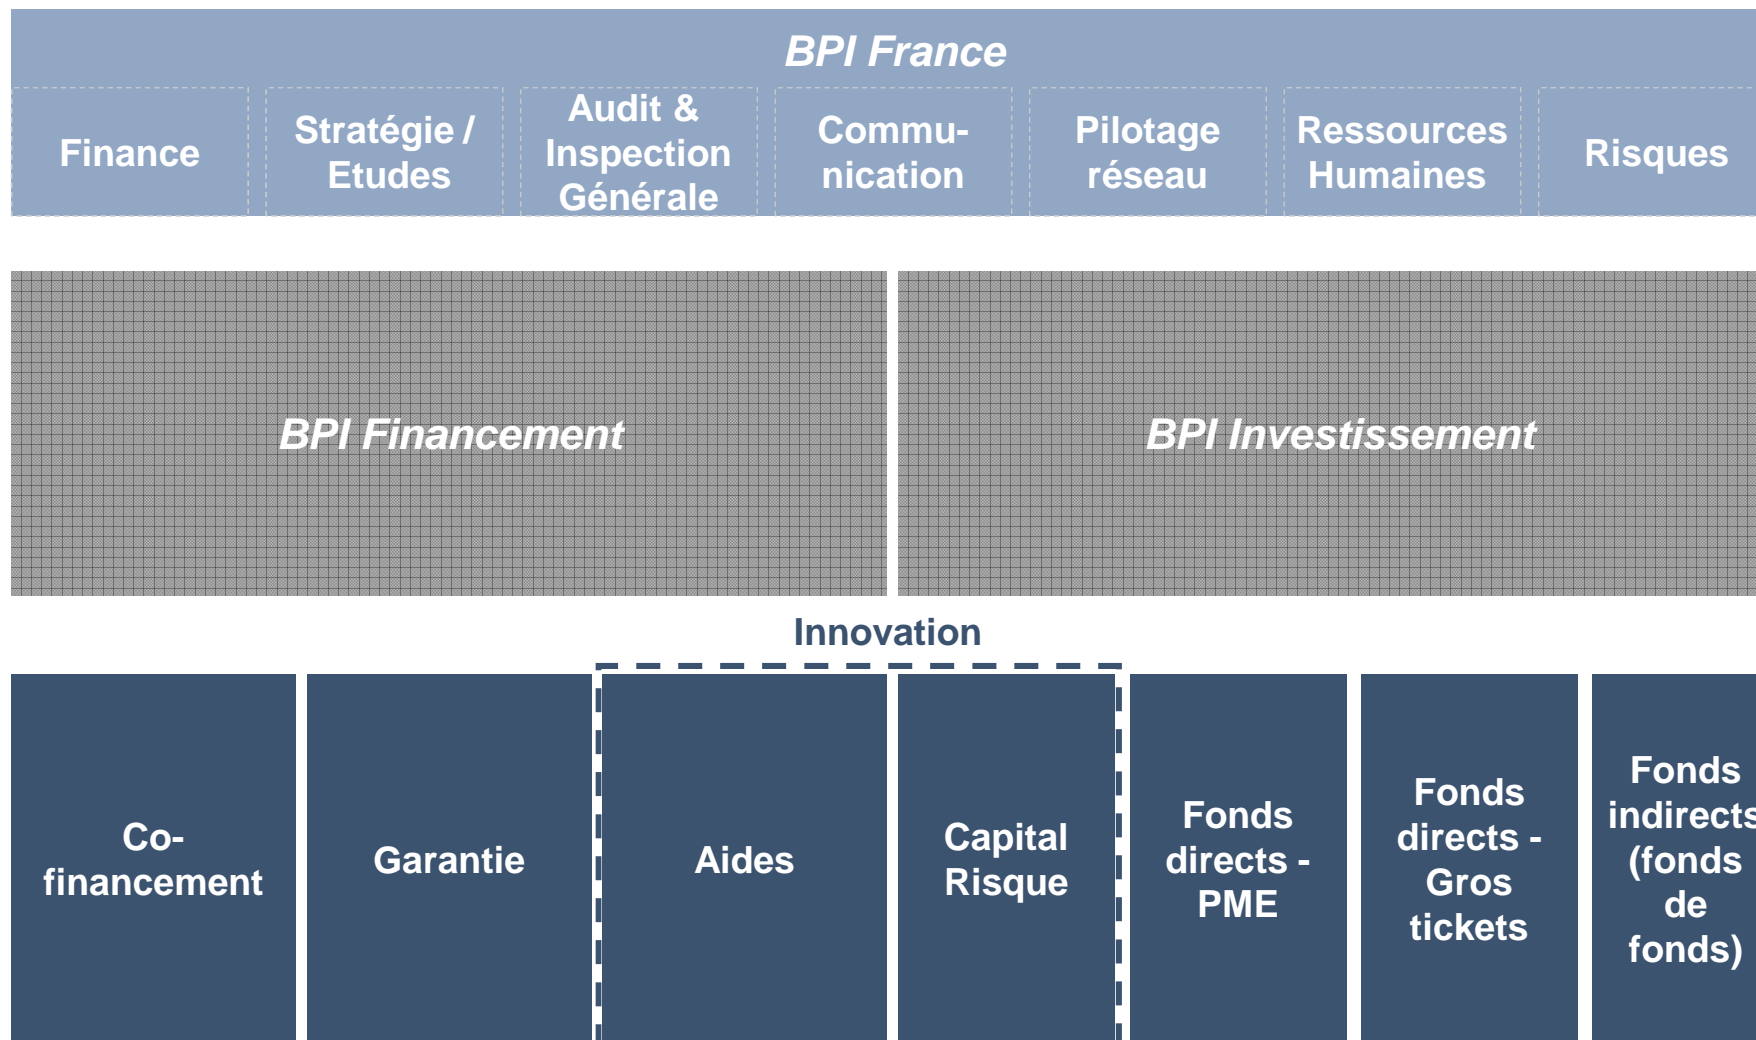 BPI France
Finance
Stratégie /
Etudes
Audit &
Inspection
Générale
Commu-
nication
Pilotage
réseau
Ressources
Humaines
Risques
BPI Financement
BPI Investissement
Innovation
Co-
financement
Garantie
Aides
Capital
Risque
Fonds
directs -
PME
Fonds
directs -
Gros
tickets
Fonds
indirects
(fonds
de
fonds)